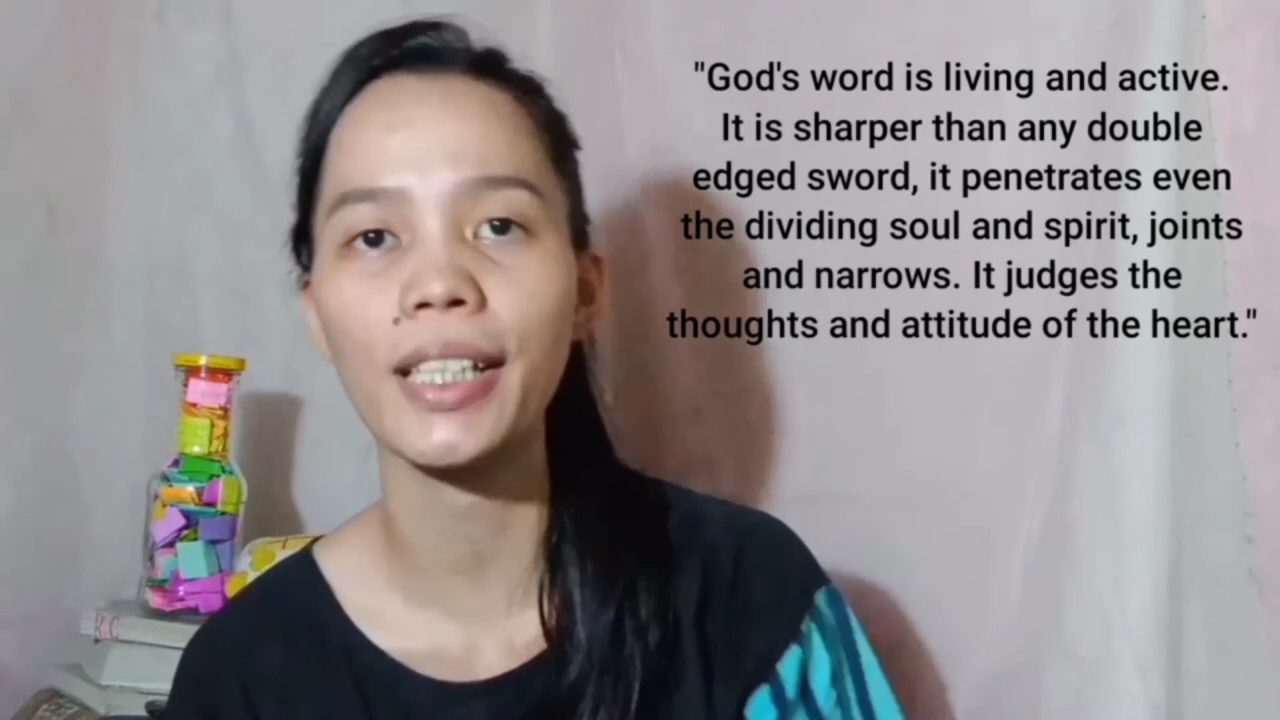 "God's word is living and active.
It is sharper than any double
edged sword, it penetrates even
the dividing soul and spirit, joints
and narrows. It judges the
thoughts and attitude of the heart."